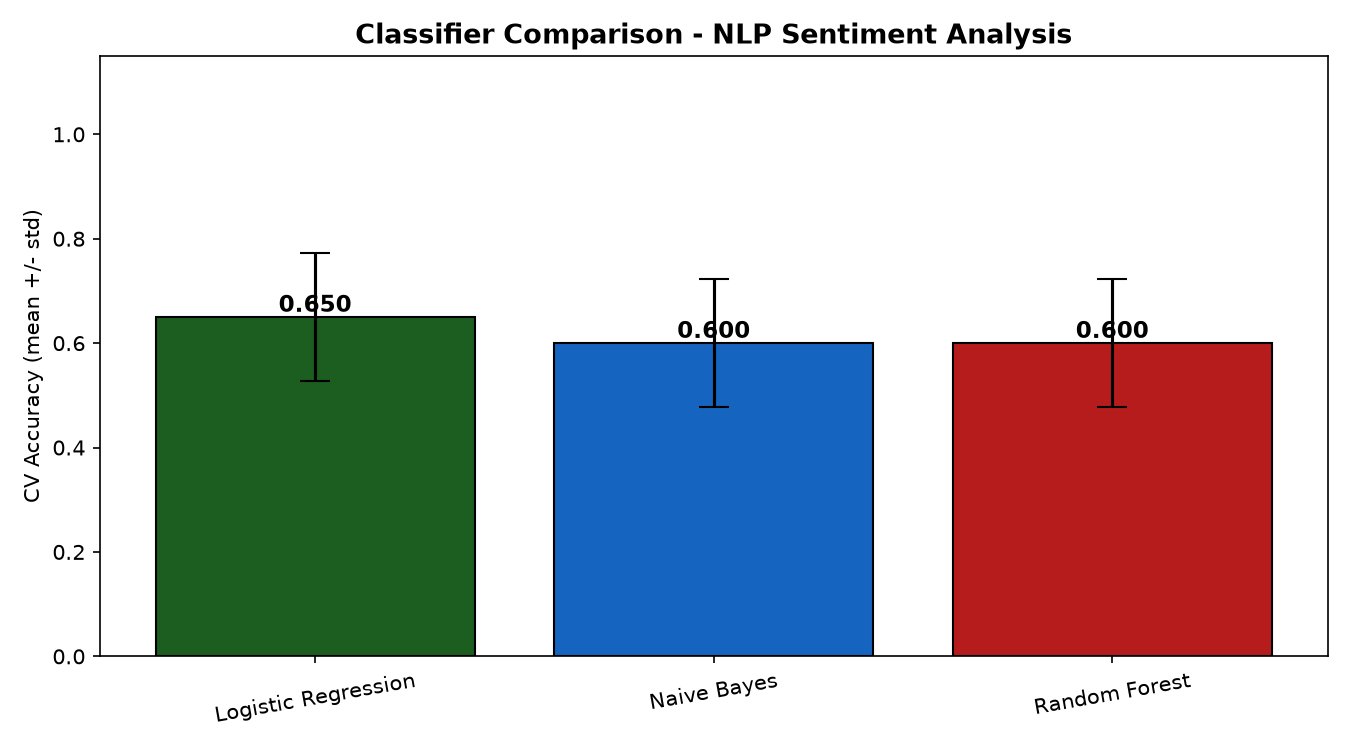 Classifier Comparison - NLP Sentiment Analysis
CV Accuracy (mean +/- std)
1.0
0.8
0.6
0.4
0.2
0.0
0.650
0.600
0.600
Logistic Regression
Naive Bayes
Random Forest